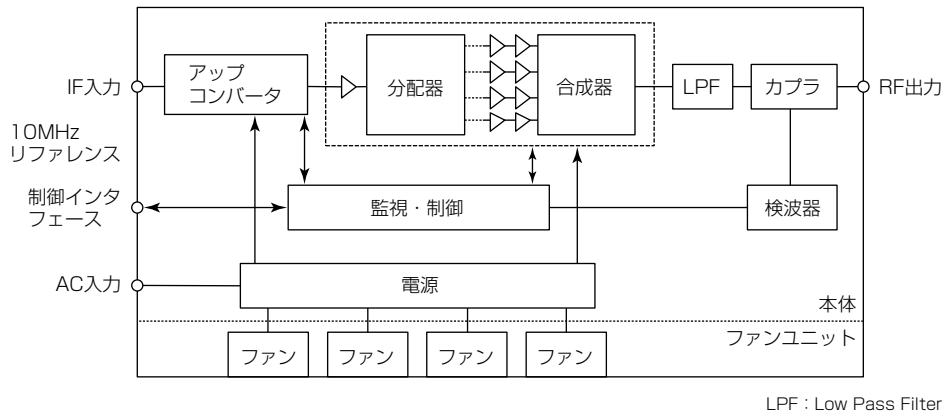 アップ
コンバータ
分配器
合成器
LPF
カプラ
IF入力
RF出力
10MHz
リファレンス
制御インタ
フェース
監視・制御
検波器
AC入力
電源
本体
ファンユニット
ファン
ファン
ファン
ファン
LPF：Low Pass Filter